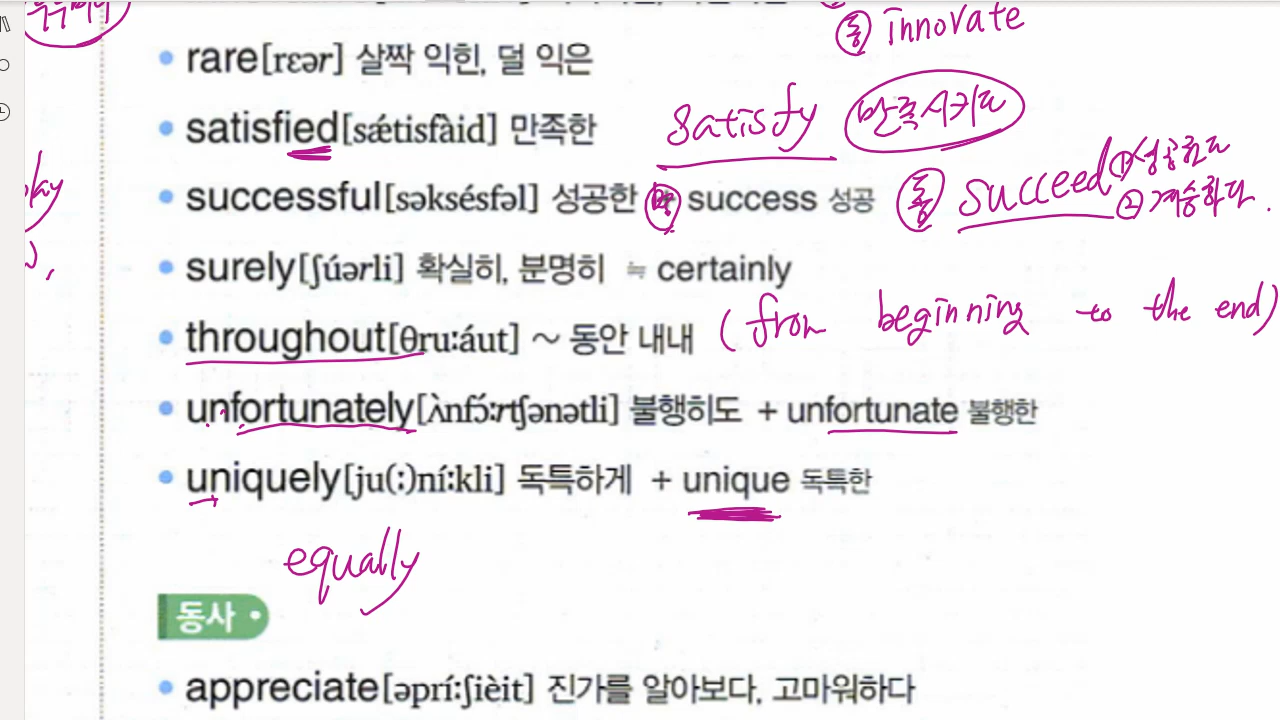 동 innovate
rare[rɛər] 살짝 익힌, 덜 익은
satisfied[sǽtisfàid] 만족한 satisfy 만족시키다
successful[səksésfəl] 성공한 명 success 성공 동 succeed ① 성공하다 ② 계승하다.
surely[ʃúərli] 확실히, 분명히 ≒ certainly
throughout[θru:áut] ~ 동안 내내 (from beginning to the end)
unfortunately[ʌ̀nfɔ́:rtʃənətli] 불행히도 + unfortunate 불행한
uniquely[ju(:)ní:kli] 독특하게 + unique 독특한
equally
동사
appreciate[əprí:ʃièit] 진가를 알아보다, 고마워하다